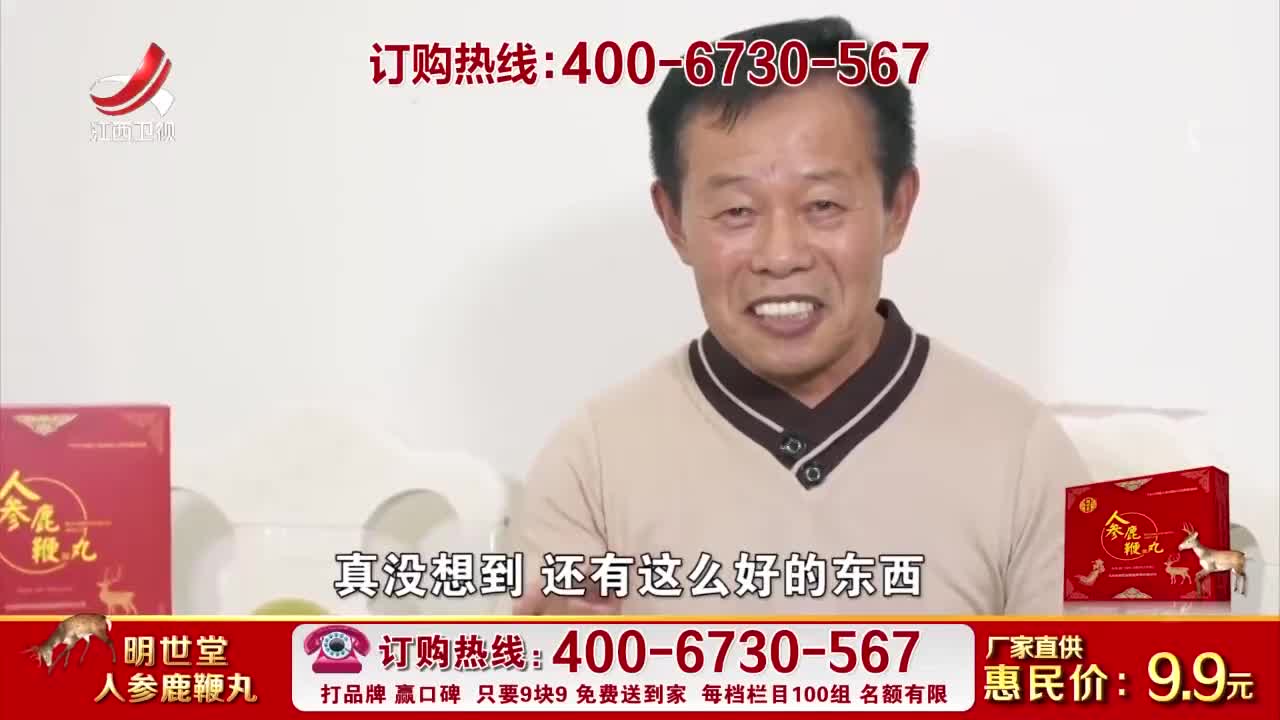 订购热线:400-6730-567
江西卫视
人参鹿鞭丸
人参鹿鞭丸
真没想到 还有这么好的东西
明世堂
人参鹿鞭丸
订购热线:400-6730-567
打品牌 赢口碑 只要9块9 免费送到家 每档栏目100组 名额有限
厂家直供
惠民价:9.9元